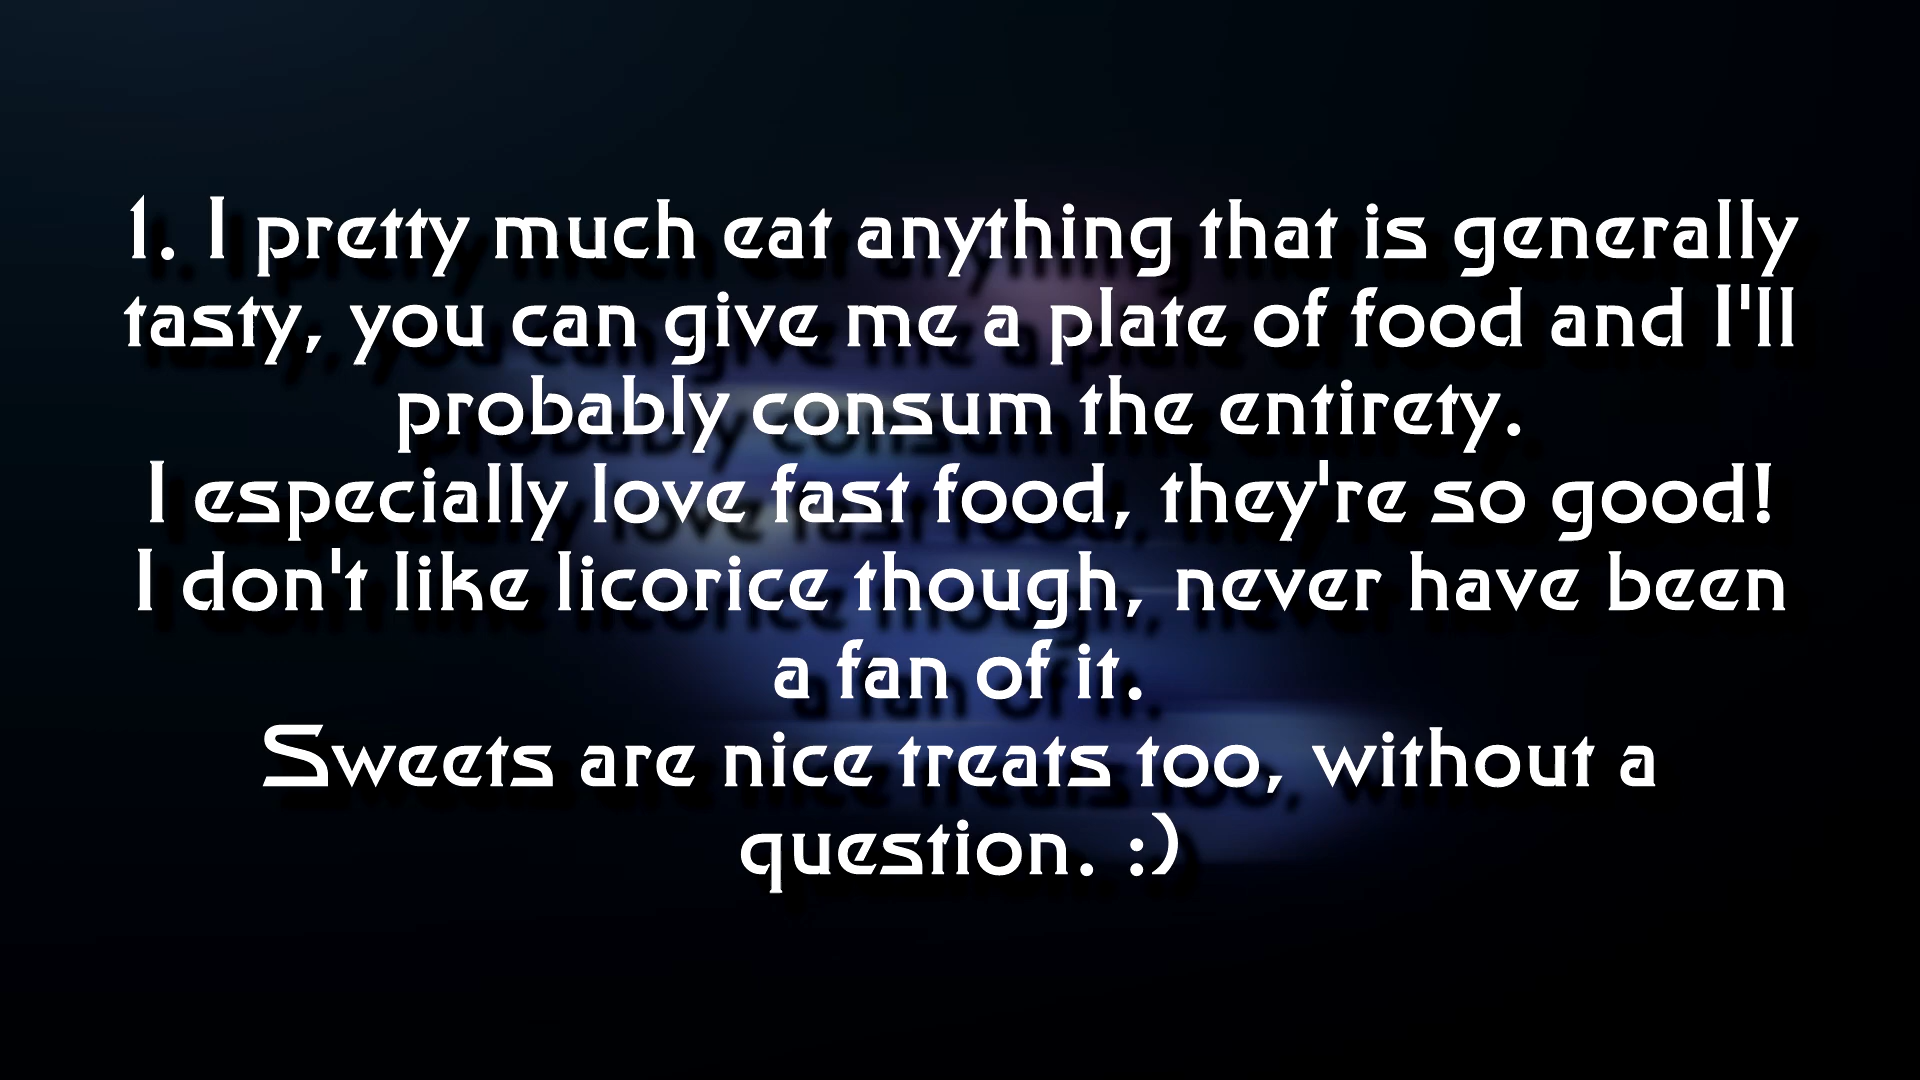 1. I pretty much eat anything that is generally
tasty, you can give me a plate of food and I'll
probably consum the entirety.
I especially love fast food, they're so good!
I don't like licorice though, never have been
a fan of it.
Sweets are nice treats too, without a
question. :)